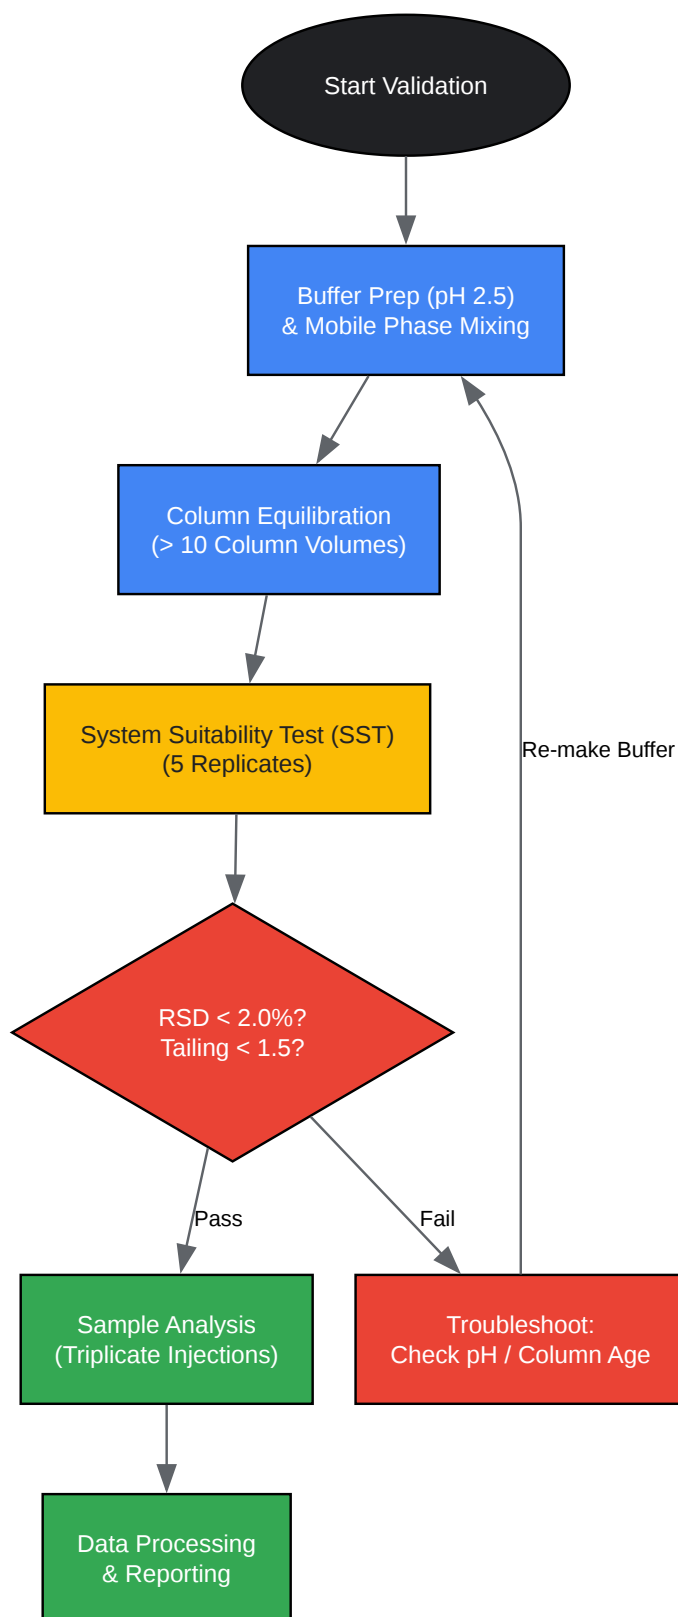 Start Validation
Buffer Prep (pH 2.5)
& Mobile Phase Mixing
Column Equilibration
(> 10 Column Volumes)
System Suitability Test (SST)
(5 Replicates)
Re-make Buffer
RSD < 2.0%?
Tailing < 1.5?
Pass
Fail
Sample Analysis
(Triplicate Injections)
Troubleshoot:
Check pH / Column Age
Data Processing
& Reporting